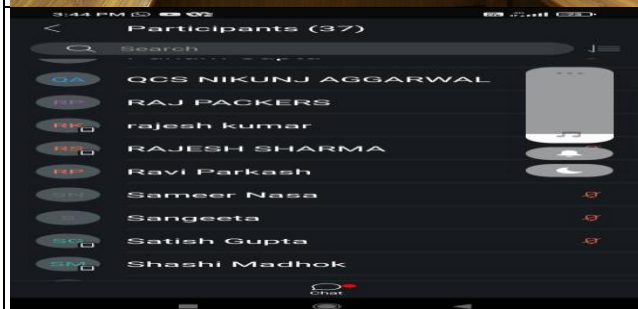 3:44 PM
Participants (37)
Search
QA QCS NIKUNJ AGGARWAL
RP RAJ PACKERS
RK rajesh kumar
RS RAJESH SHARMA
RP Ravi Parkash
SN Sameer Nasa
S Sangeeta
SG Satish Gupta
SM Shashi Madhok
Chat